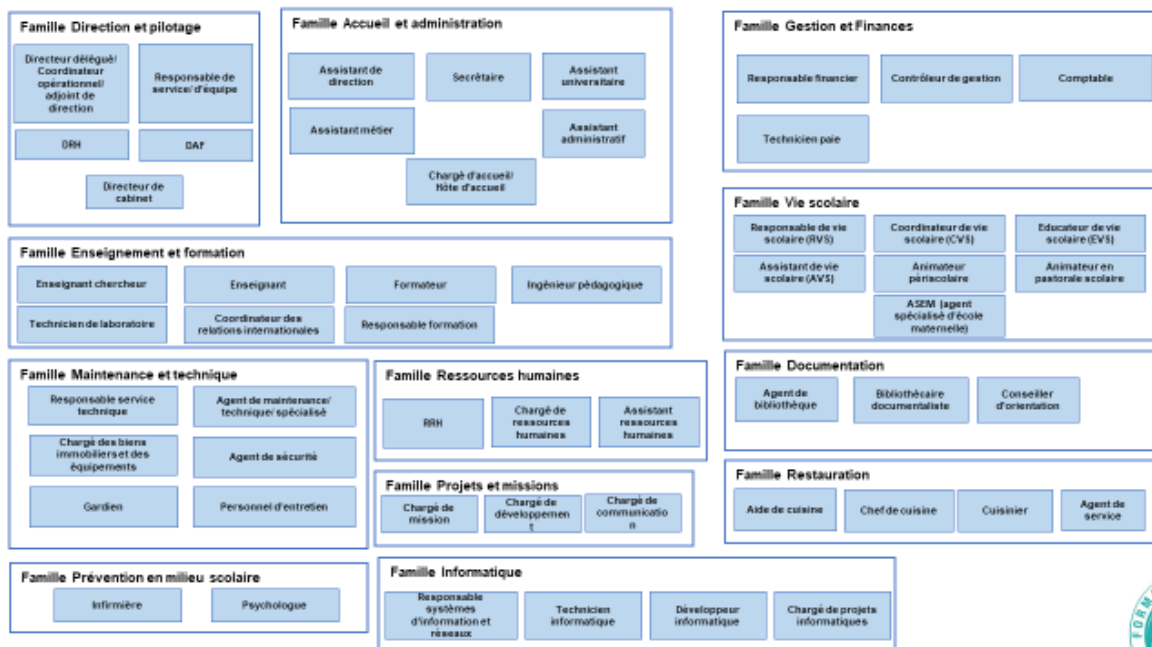 Famille Direction et pilotage
Directeur délégué/
Coordinateur
opérationnel/
adjoint de
direction
Responsable de
service/d'équipe
DRH
DAF
Directeur de
cabinet
Famille Accueil et administration
Assistant de
direction
Secrétaire
Assistant
universitaire
Assistant métier
Assistant
administratif
Chargé d'accueil/
Hôte d'accueil
Famille Gestion et Finances
Responsable financier
Contrôleur de gestion
Comptable
Technicien paie
Famille Enseignement et formation
Enseignant chercheur
Enseignant
Formateur
Ingénieur pédagogique
Technicien de laboratoire
Coordinateur des
relations internationales
Responsable formation
Famille Vie scolaire
Responsable de vie
scolaire (RVS)
Coordinateur de vie
scolaire (CVS)
Educateur de vie
scolaire (EVS)
Assistant de vie
scolaire (AVS)
Animateur
périscolaire
Animateur en
pastorale scolaire
ASEM (agent
spécialisé d'école
maternelle)
Famille Maintenance et technique
Responsable service
technique
Agent de maintenance/
technique/spécialisé
Chargé des biens
immobiliers et des
équipements
Agent de sécurité
Gardien
Personnel d'entretien
Famille Ressources humaines
RRH
Chargé de
ressources
humaines
Assistant
ressources
humaines
Famille Documentation
Agent de
bibliothèque
Bibliothécaire
documentaliste
Conseiller
d'orientation
Famille Projets et missions
Chargé de
mission
Chargé de
développemen
t
Chargé de
communicatio
n
Famille Restauration
Aide de cuisine
Chef de cuisine
Cuisinier
Agent de
service
Famille Prévention en milieu scolaire
Infirmière
Psychologue
Famille Informatique
Responsable
systèmes
d'information et
réseaux
Technicien
informatique
Développeur
informatique
Chargé de projets
informatiques